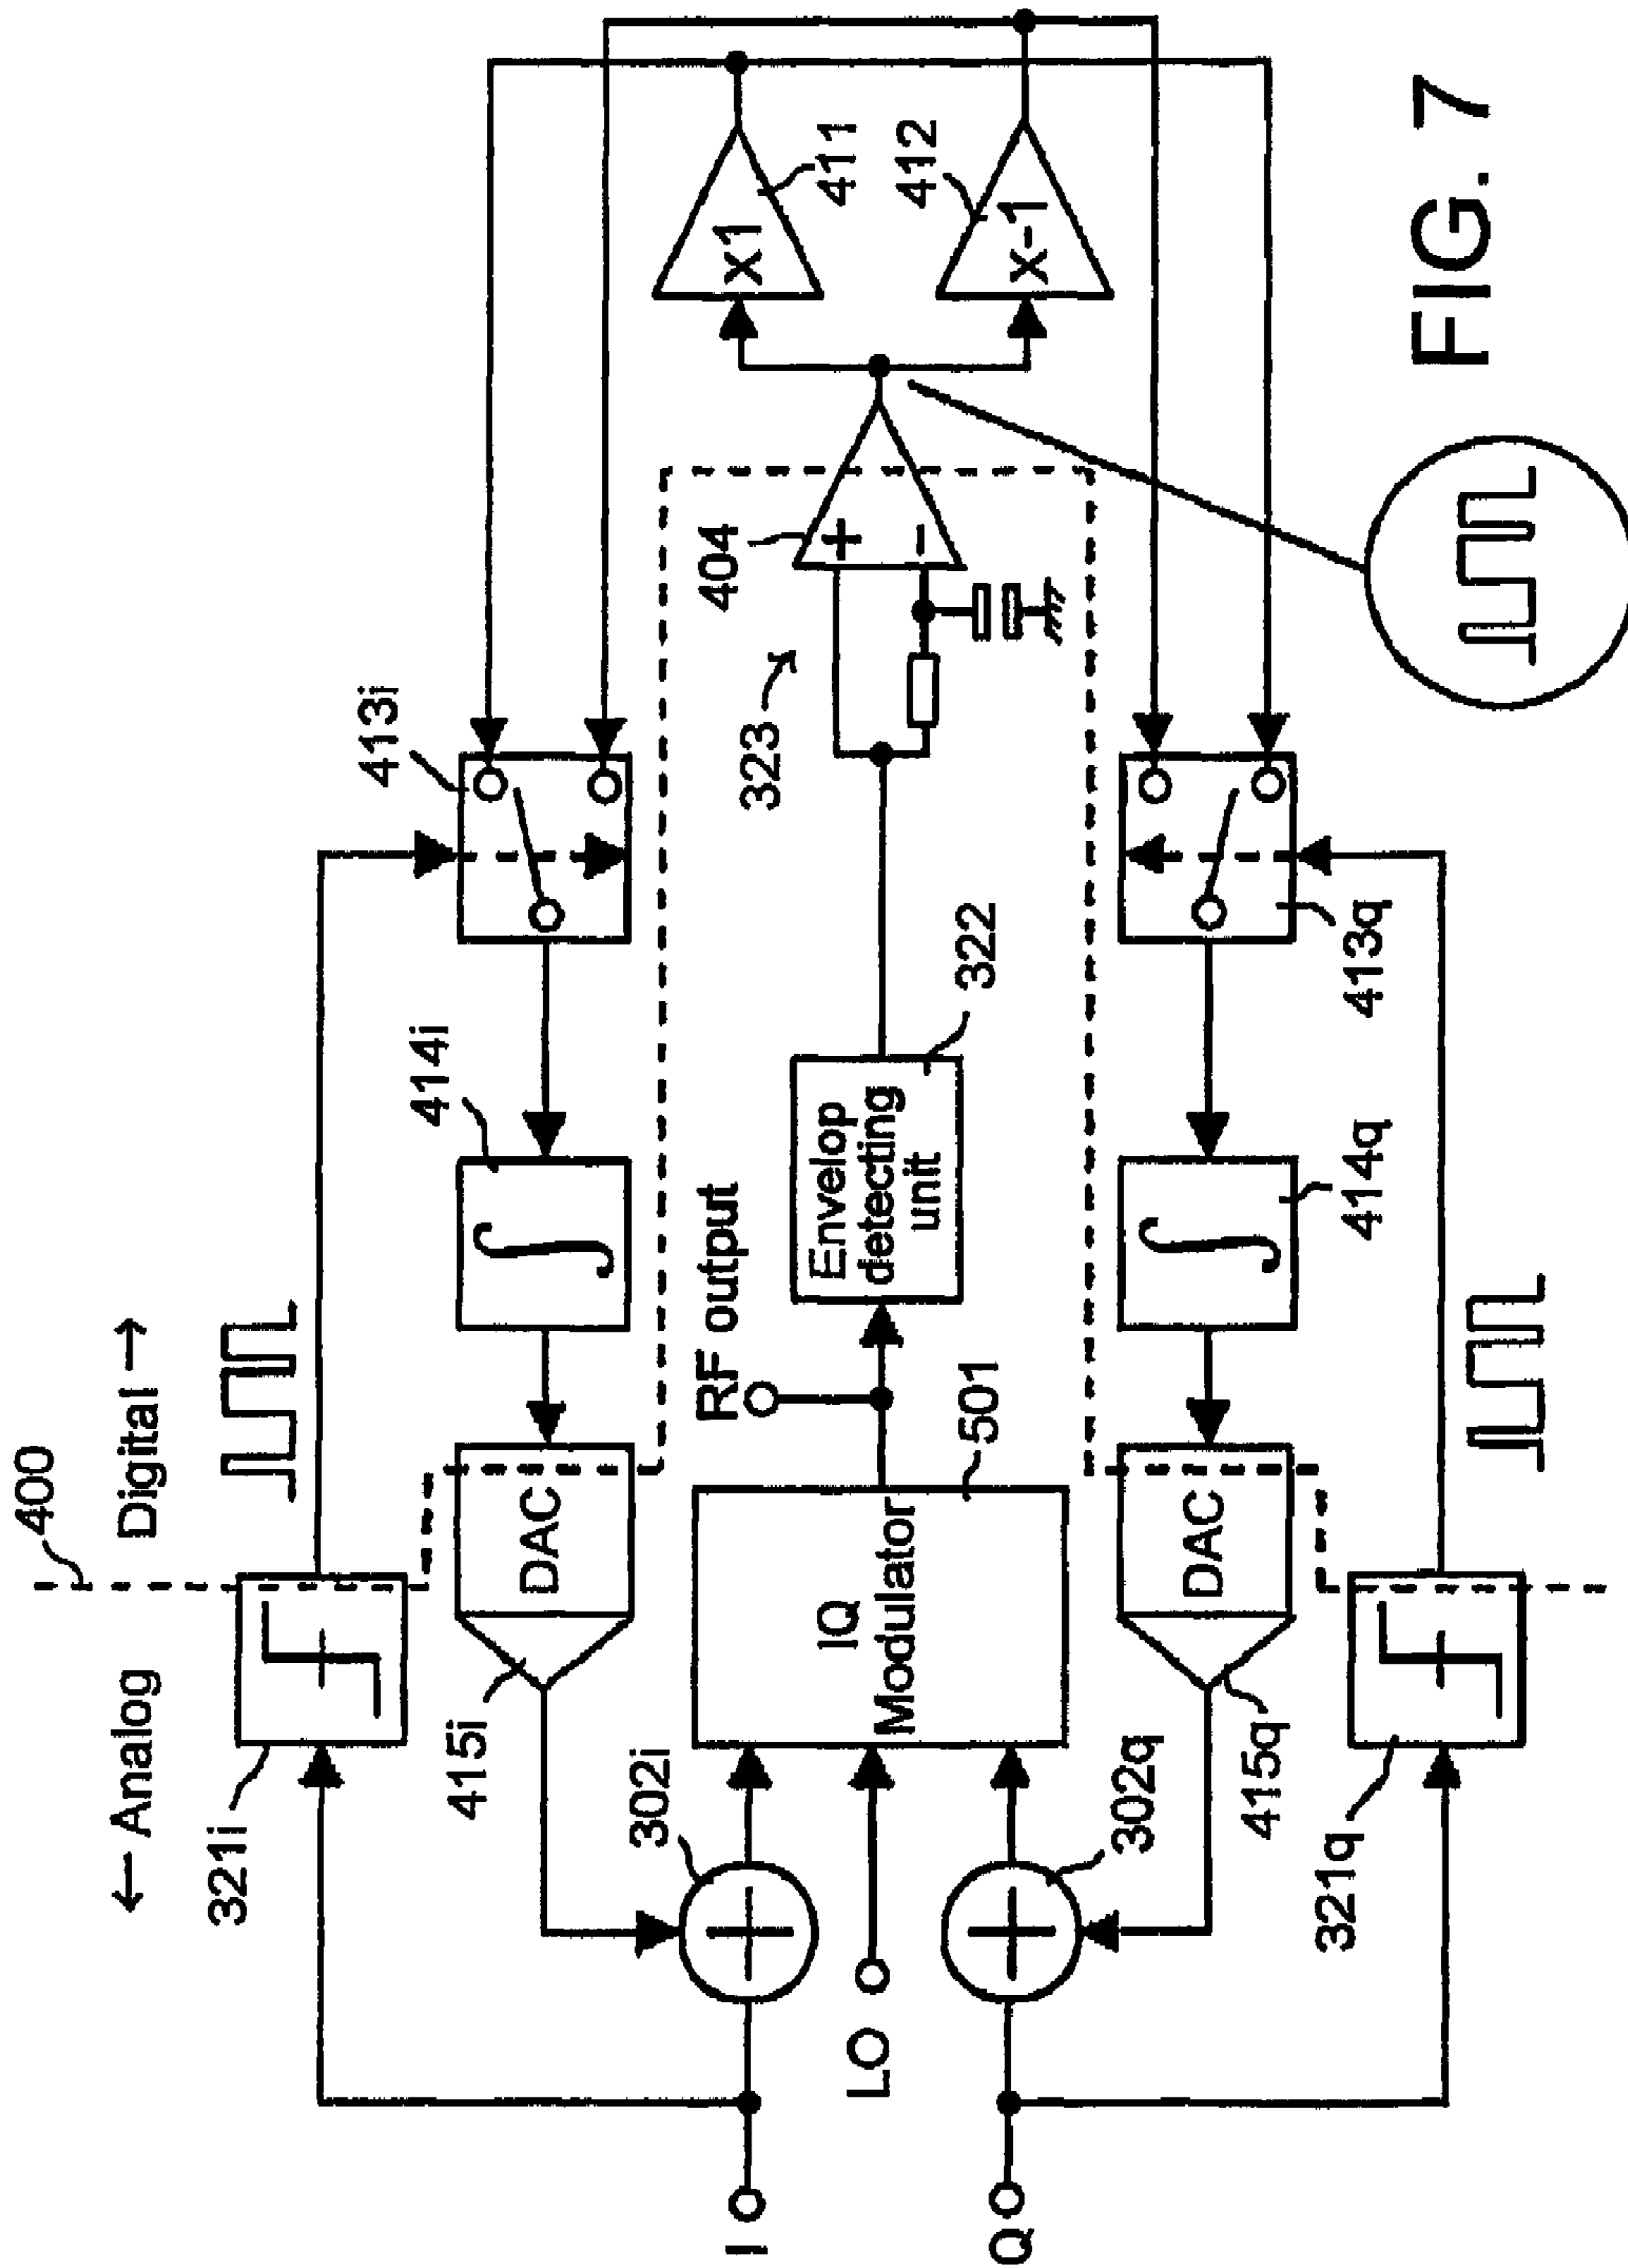 400
← Analog
Digital →
321i
415i
414i
413i
DAC
302i
I
LO
Q
IQ
Modulator
501
RF output
Envelop
detecting
unit
322
323
404
+
−
x1
411
x-1
412
302q
415q
DAC
414q
413q
321q
FIG. 7